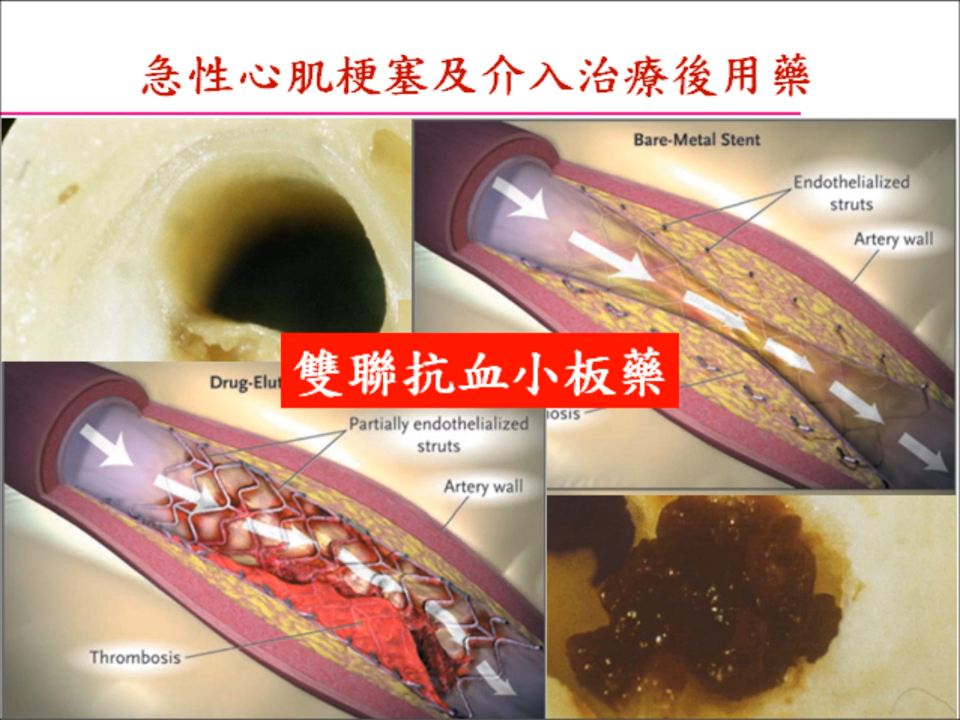 急性心肌梗塞及介入治療後用藥
Bare-Metal Stent
Endothelialized
struts
Artery wall
雙聯抗血小板藥
Partially endothelialized
struts
Artery wall
Thrombosis